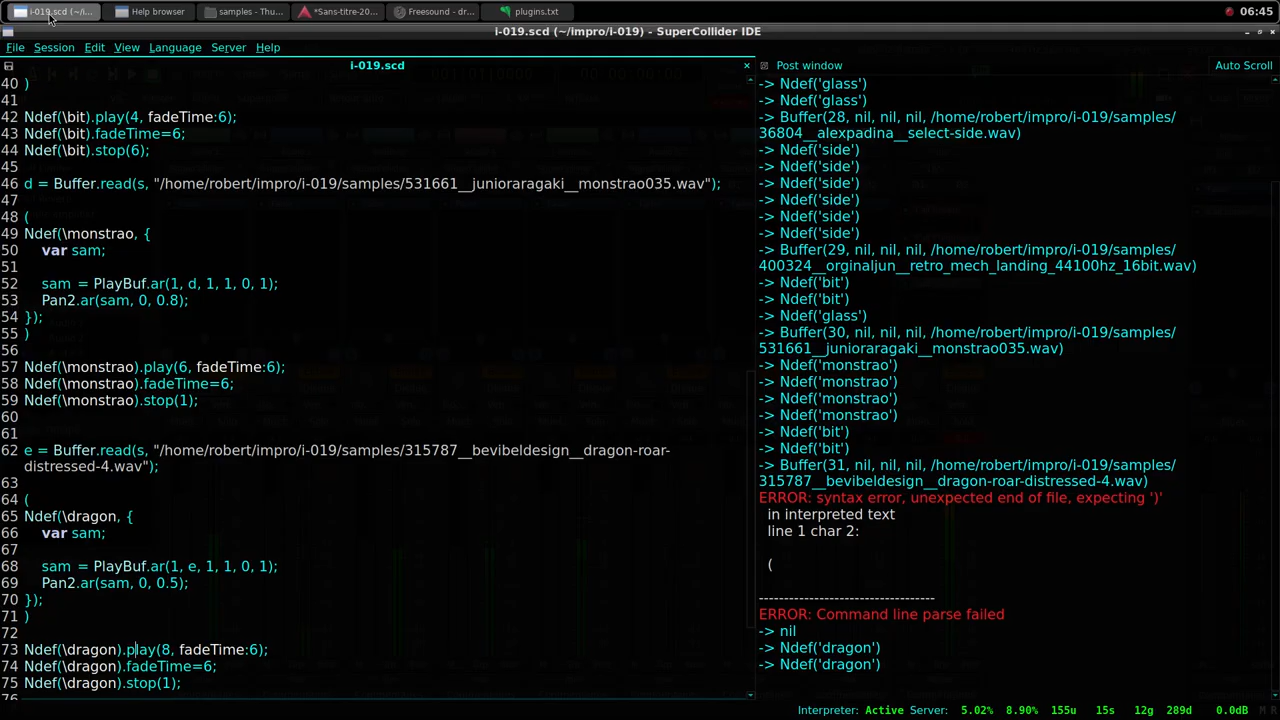 i-019.scd (~/i...
Help browser
samples - Thu...
*Sans-titre-20...
Freesound - dr...
plugins.txt
06:45
i-019.scd (~/impro/i-019) - SuperCollider IDE
File Session Edit View Language Server Help
i-019.scd
40 )
41
42 Ndef(\bit).play(4, fadeTime:6);
43 Ndef(\bit).fadeTime=6;
44 Ndef(\bit).stop(6);
45
46 d = Buffer.read(s, "/home/robert/impro/i-019/samples/531661__junioraragaki__monstrao035.wav");
47
48 (
49 Ndef(\monstrao, {
50 var sam;
51
52 sam = PlayBuf.ar(1, d, 1, 1, 0, 1);
53 Pan2.ar(sam, 0, 0.8);
54 });
55 )
56
57 Ndef(\monstrao).play(6, fadeTime:6);
58 Ndef(\monstrao).fadeTime=6;
59 Ndef(\monstrao).stop(1);
60
61
62 e = Buffer.read(s, "/home/robert/impro/i-019/samples/315787__bevibeldesign__dragon-roar-
distressed-4.wav");
63
64 (
65 Ndef(\dragon, {
66 var sam;
67
68 sam = PlayBuf.ar(1, e, 1, 1, 0, 1);
69 Pan2.ar(sam, 0, 0.5);
70 });
71 )
72
73 Ndef(\dragon).play(8, fadeTime:6);
74 Ndef(\dragon).fadeTime=6;
75 Ndef(\dragon).stop(1);
76
Post window
Auto Scroll
-> Ndef('glass')
-> Ndef('glass')
-> Buffer(28, nil, nil, nil, /home/robert/impro/i-019/samples/
36804__alexpadina__select-side.wav)
-> Ndef('side')
-> Ndef('side')
-> Ndef('side')
-> Ndef('side')
-> Ndef('side')
-> Ndef('side')
-> Buffer(29, nil, nil, nil, /home/robert/impro/i-019/samples/
400324__orginaljun__retro_mech_landing_44100hz_16bit.wav)
-> Ndef('bit')
-> Ndef('bit')
-> Ndef('glass')
-> Buffer(30, nil, nil, nil, /home/robert/impro/i-019/samples/
531661__junioraragaki__monstrao035.wav)
-> Ndef('monstrao')
-> Ndef('monstrao')
-> Ndef('monstrao')
-> Ndef('monstrao')
-> Ndef('bit')
-> Ndef('bit')
-> Buffer(31, nil, nil, nil, /home/robert/impro/i-019/samples/
315787__bevibeldesign__dragon-roar-distressed-4.wav)
ERROR: syntax error, unexpected end of file, expecting ')'
in interpreted text
line 1 char 2:
(
-----------------------------------
ERROR: Command line parse failed
-> nil
-> Ndef('dragon')
-> Ndef('dragon')
Interpreter: Active Server: 5.02% 8.90% 155u 15s 12g 289d 0.0dB